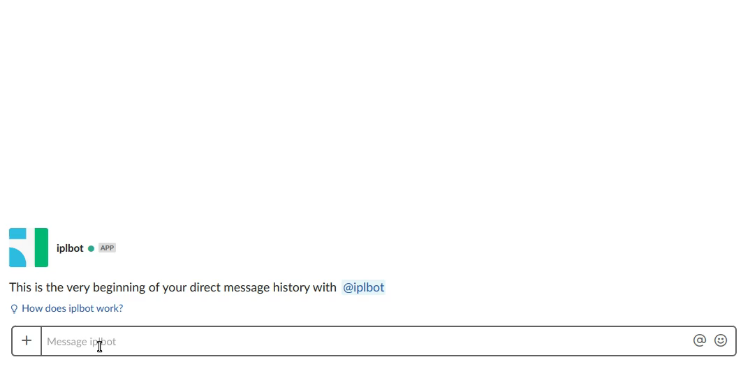 iplbot APP
This is the very beginning of your direct message history with @iplbot
How does iplbot work?
Message iplbot